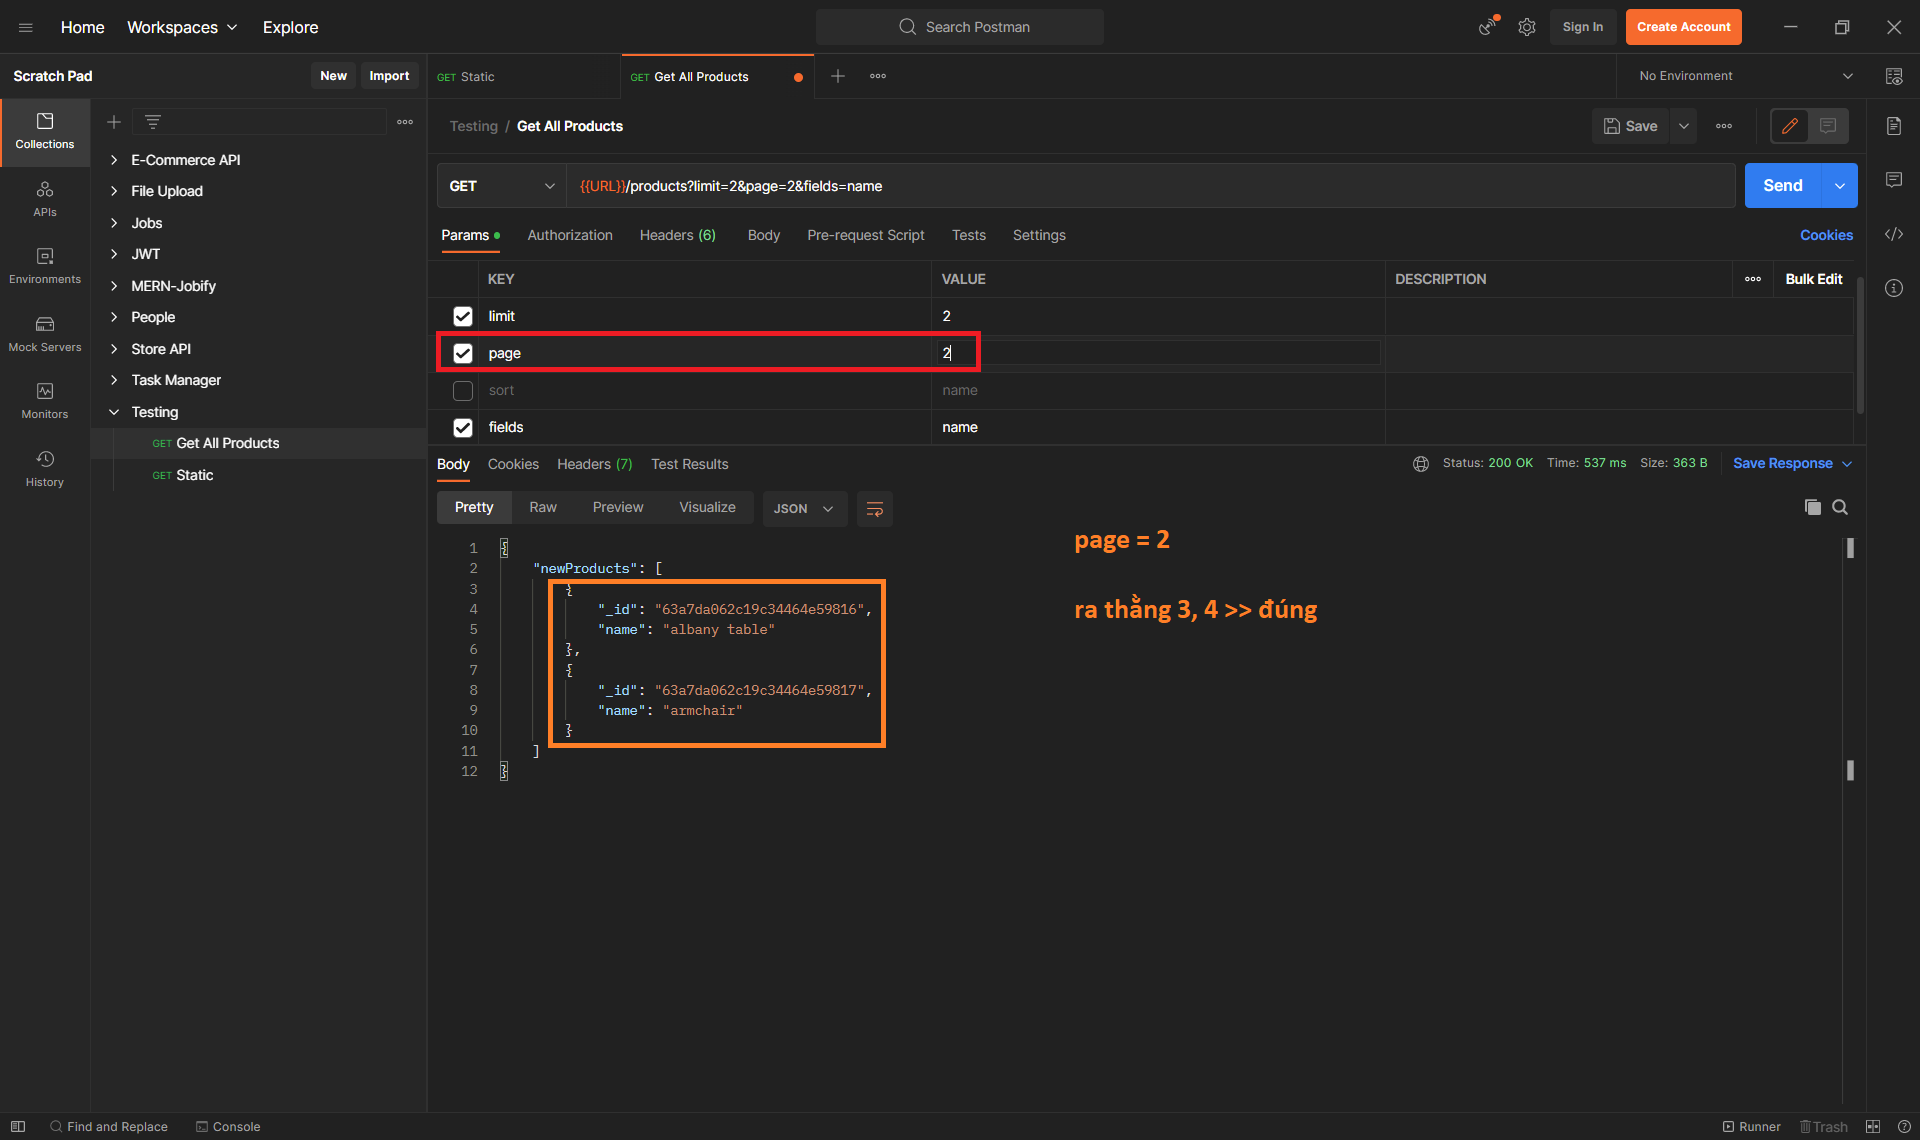 Home
Workspaces
Explore
Search Postman
Sign In
Create Account
Scratch Pad
New
Import
GET Static
GET Get All Products
No Environment
Collections
APIs
Environments
Mock Servers
Monitors
History
E-Commerce API
File Upload
Jobs
JWT
MERN-Jobify
People
Store API
Task Manager
Testing
GET Get All Products
GET Static
Testing / Get All Products
Save
GET
{{URL}}/products?limit=2&page=2&fields=name
Send
Params
Authorization
Headers (6)
Body
Pre-request Script
Tests
Settings
Cookies
KEY
VALUE
DESCRIPTION
Bulk Edit
limit
2
page
2
sort
name
fields
name
Body
Cookies
Headers (7)
Test Results
Status: 200 OK
Time: 537 ms
Size: 363 B
Save Response
Pretty
Raw
Preview
Visualize
JSON
1 {
2 "newProducts": [
3 {
4 "_id": "63a7da062c19c34464e59816",
5 "name": "albany table"
6 },
7 {
8 "_id": "63a7da062c19c34464e59817",
9 "name": "armchair"
10 }
11 ]
12 }
page = 2
ra thằng 3, 4 >> đúng
Find and Replace
Console
Runner
Trash